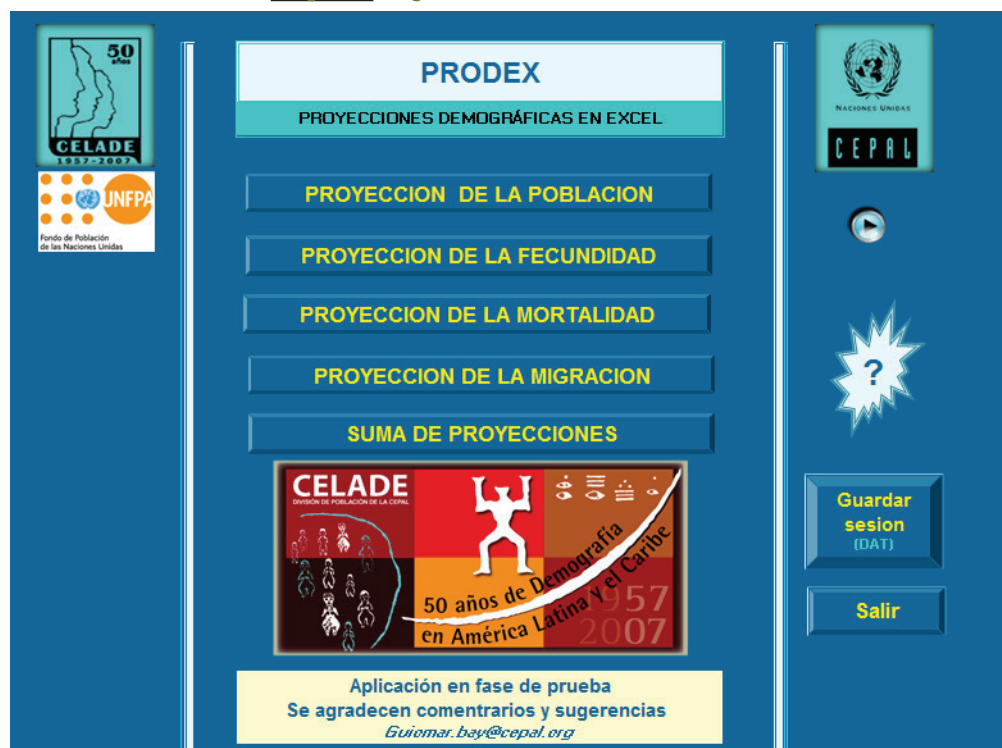 50
años
CELADE
1957-2007
UNFPA
Fondo de Población
de las Naciones Unidas
PRODEX
PROYECCIONES DEMOGRÁFICAS EN EXCEL
PROYECCION DE LA POBLACION
PROYECCION DE LA FECUNDIDAD
PROYECCION DE LA MORTALIDAD
PROYECCION DE LA MIGRACION
SUMA DE PROYECCIONES
CELADE
DIVISIÓN DE POBLACIÓN DE LA CEPAL
50 años de Demografía
en América Latina y el Caribe
1957
2007
Aplicación en fase de prueba
Se agradecen comentrarios y sugerencias
Guiomar.bay@cepal.org
NACIONES UNIDAS
CEPAL
?
Guardar
sesion
(DAT)
Salir